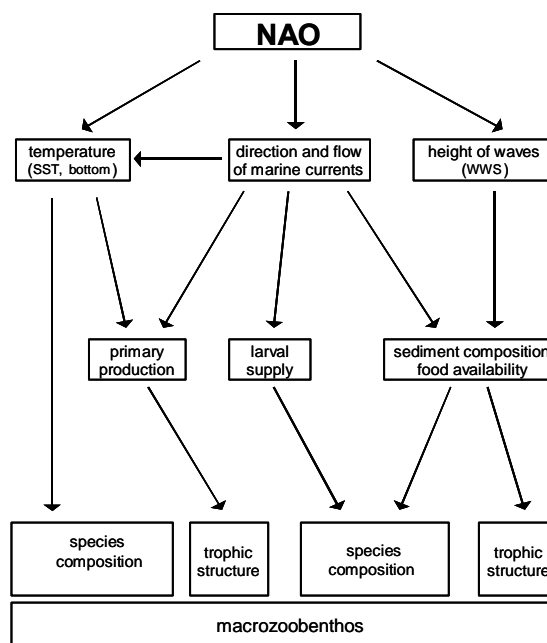 NAO
temperature
(SST, bottom)
direction and flow
of marine currents
height of waves
(WWS)
primary
production
larval
supply
sediment composition
food availability
species
composition
trophic
structure
species
composition
trophic
structure
macrozoobenthos